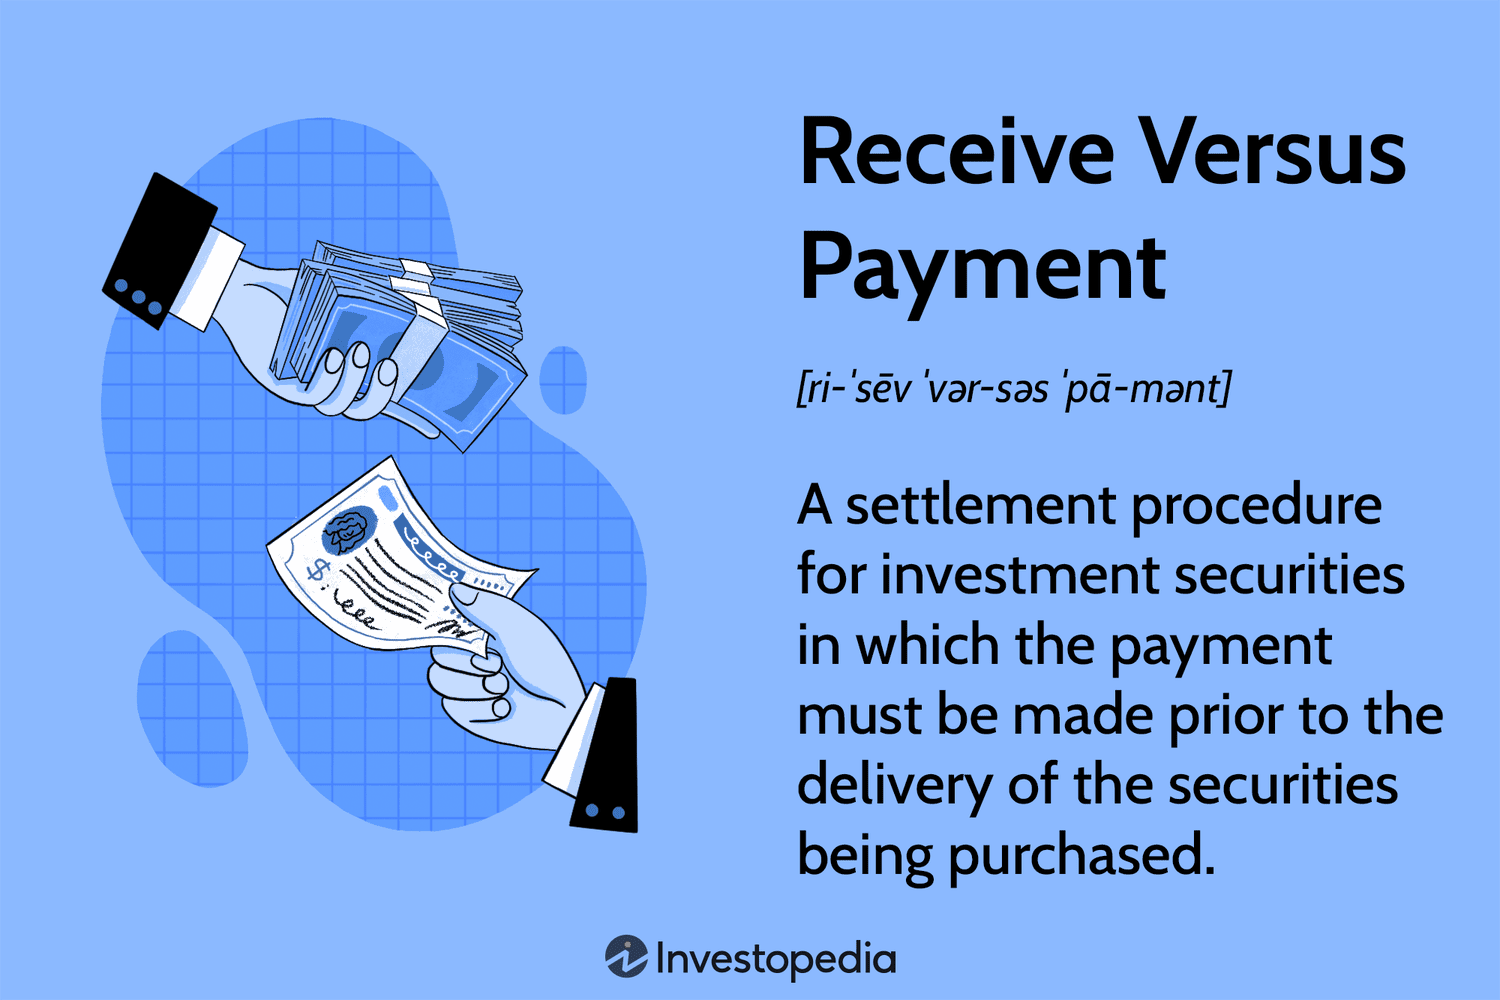 Receive Versus
Payment
[ri-ˈsēv ˈvər-səs ˈpā-mənt]
A settlement procedure
for investment securities
in which the payment
must be made prior to the
delivery of the securities
being purchased.
$
Investopedia